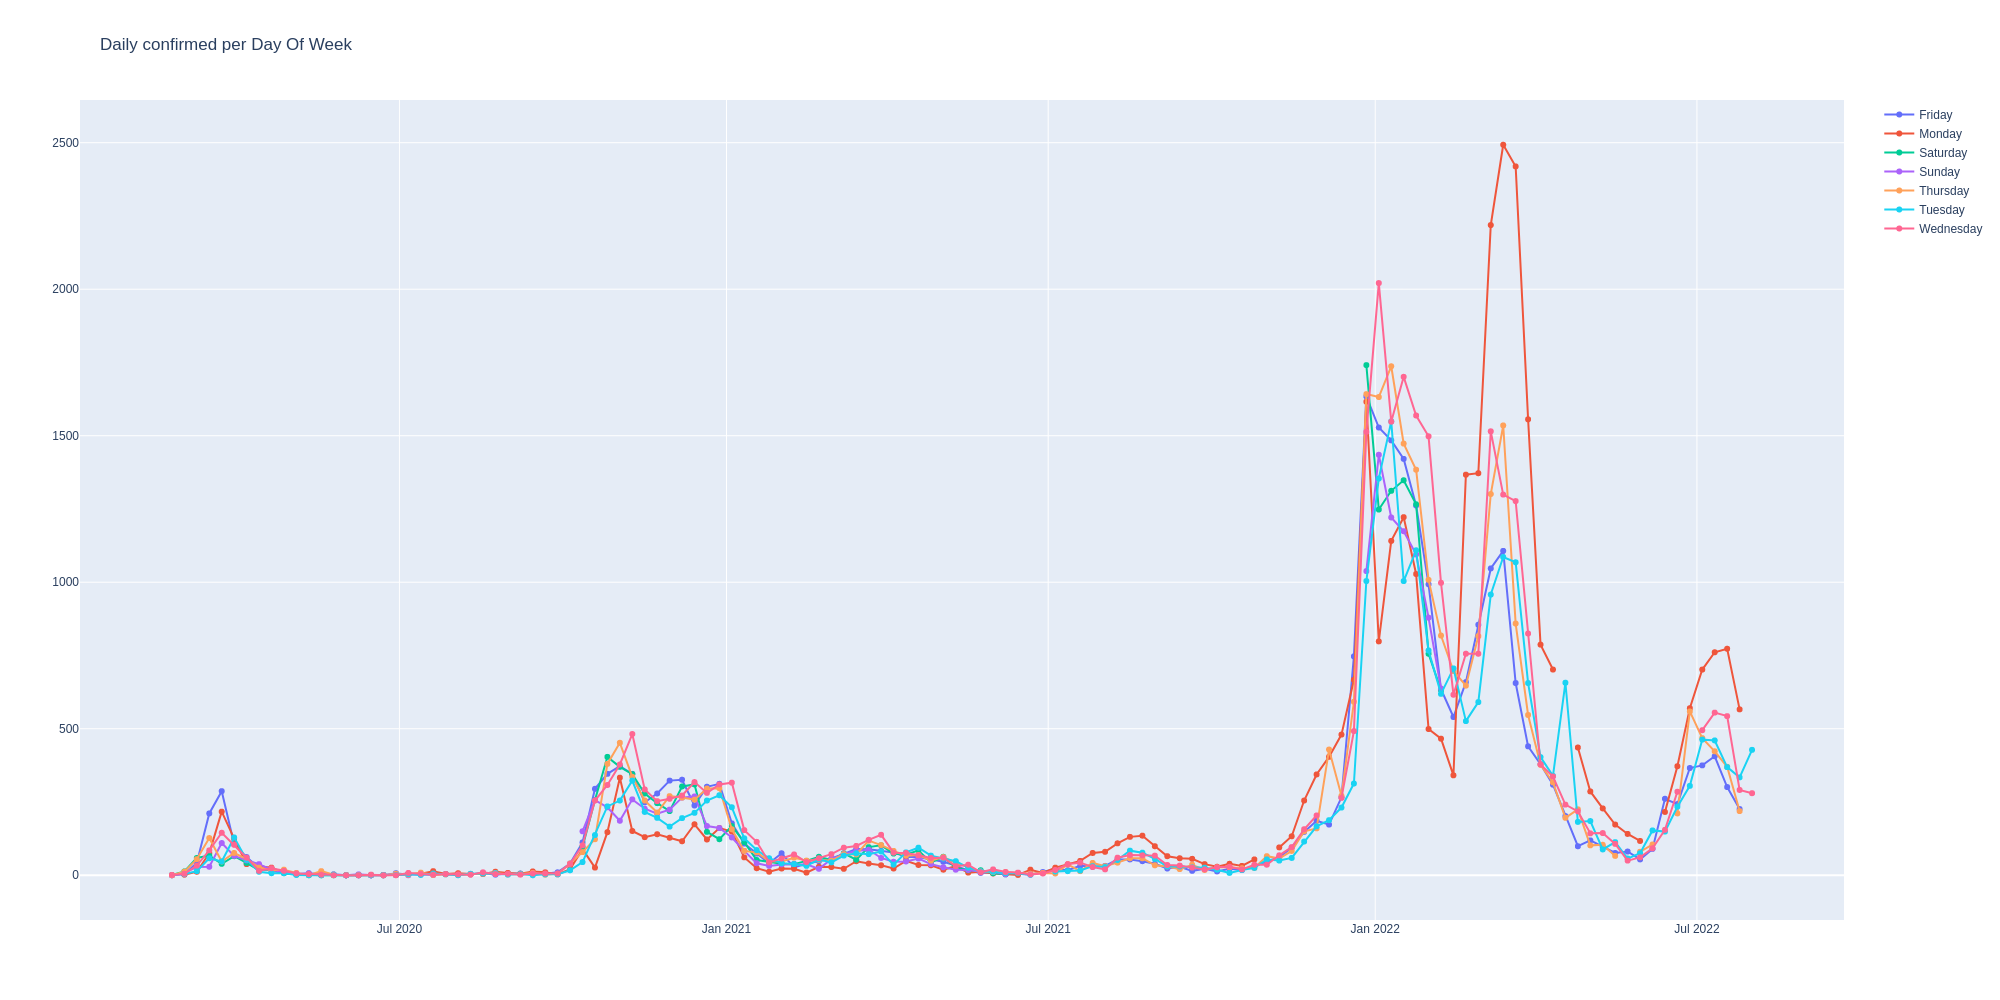 Daily confirmed per Day Of Week
2500
2000
1500
1000
500
0
Jul 2020
Jan 2021
Jul 2021
Jan 2022
Jul 2022
Friday
Monday
Saturday
Sunday
Thursday
Tuesday
Wednesday